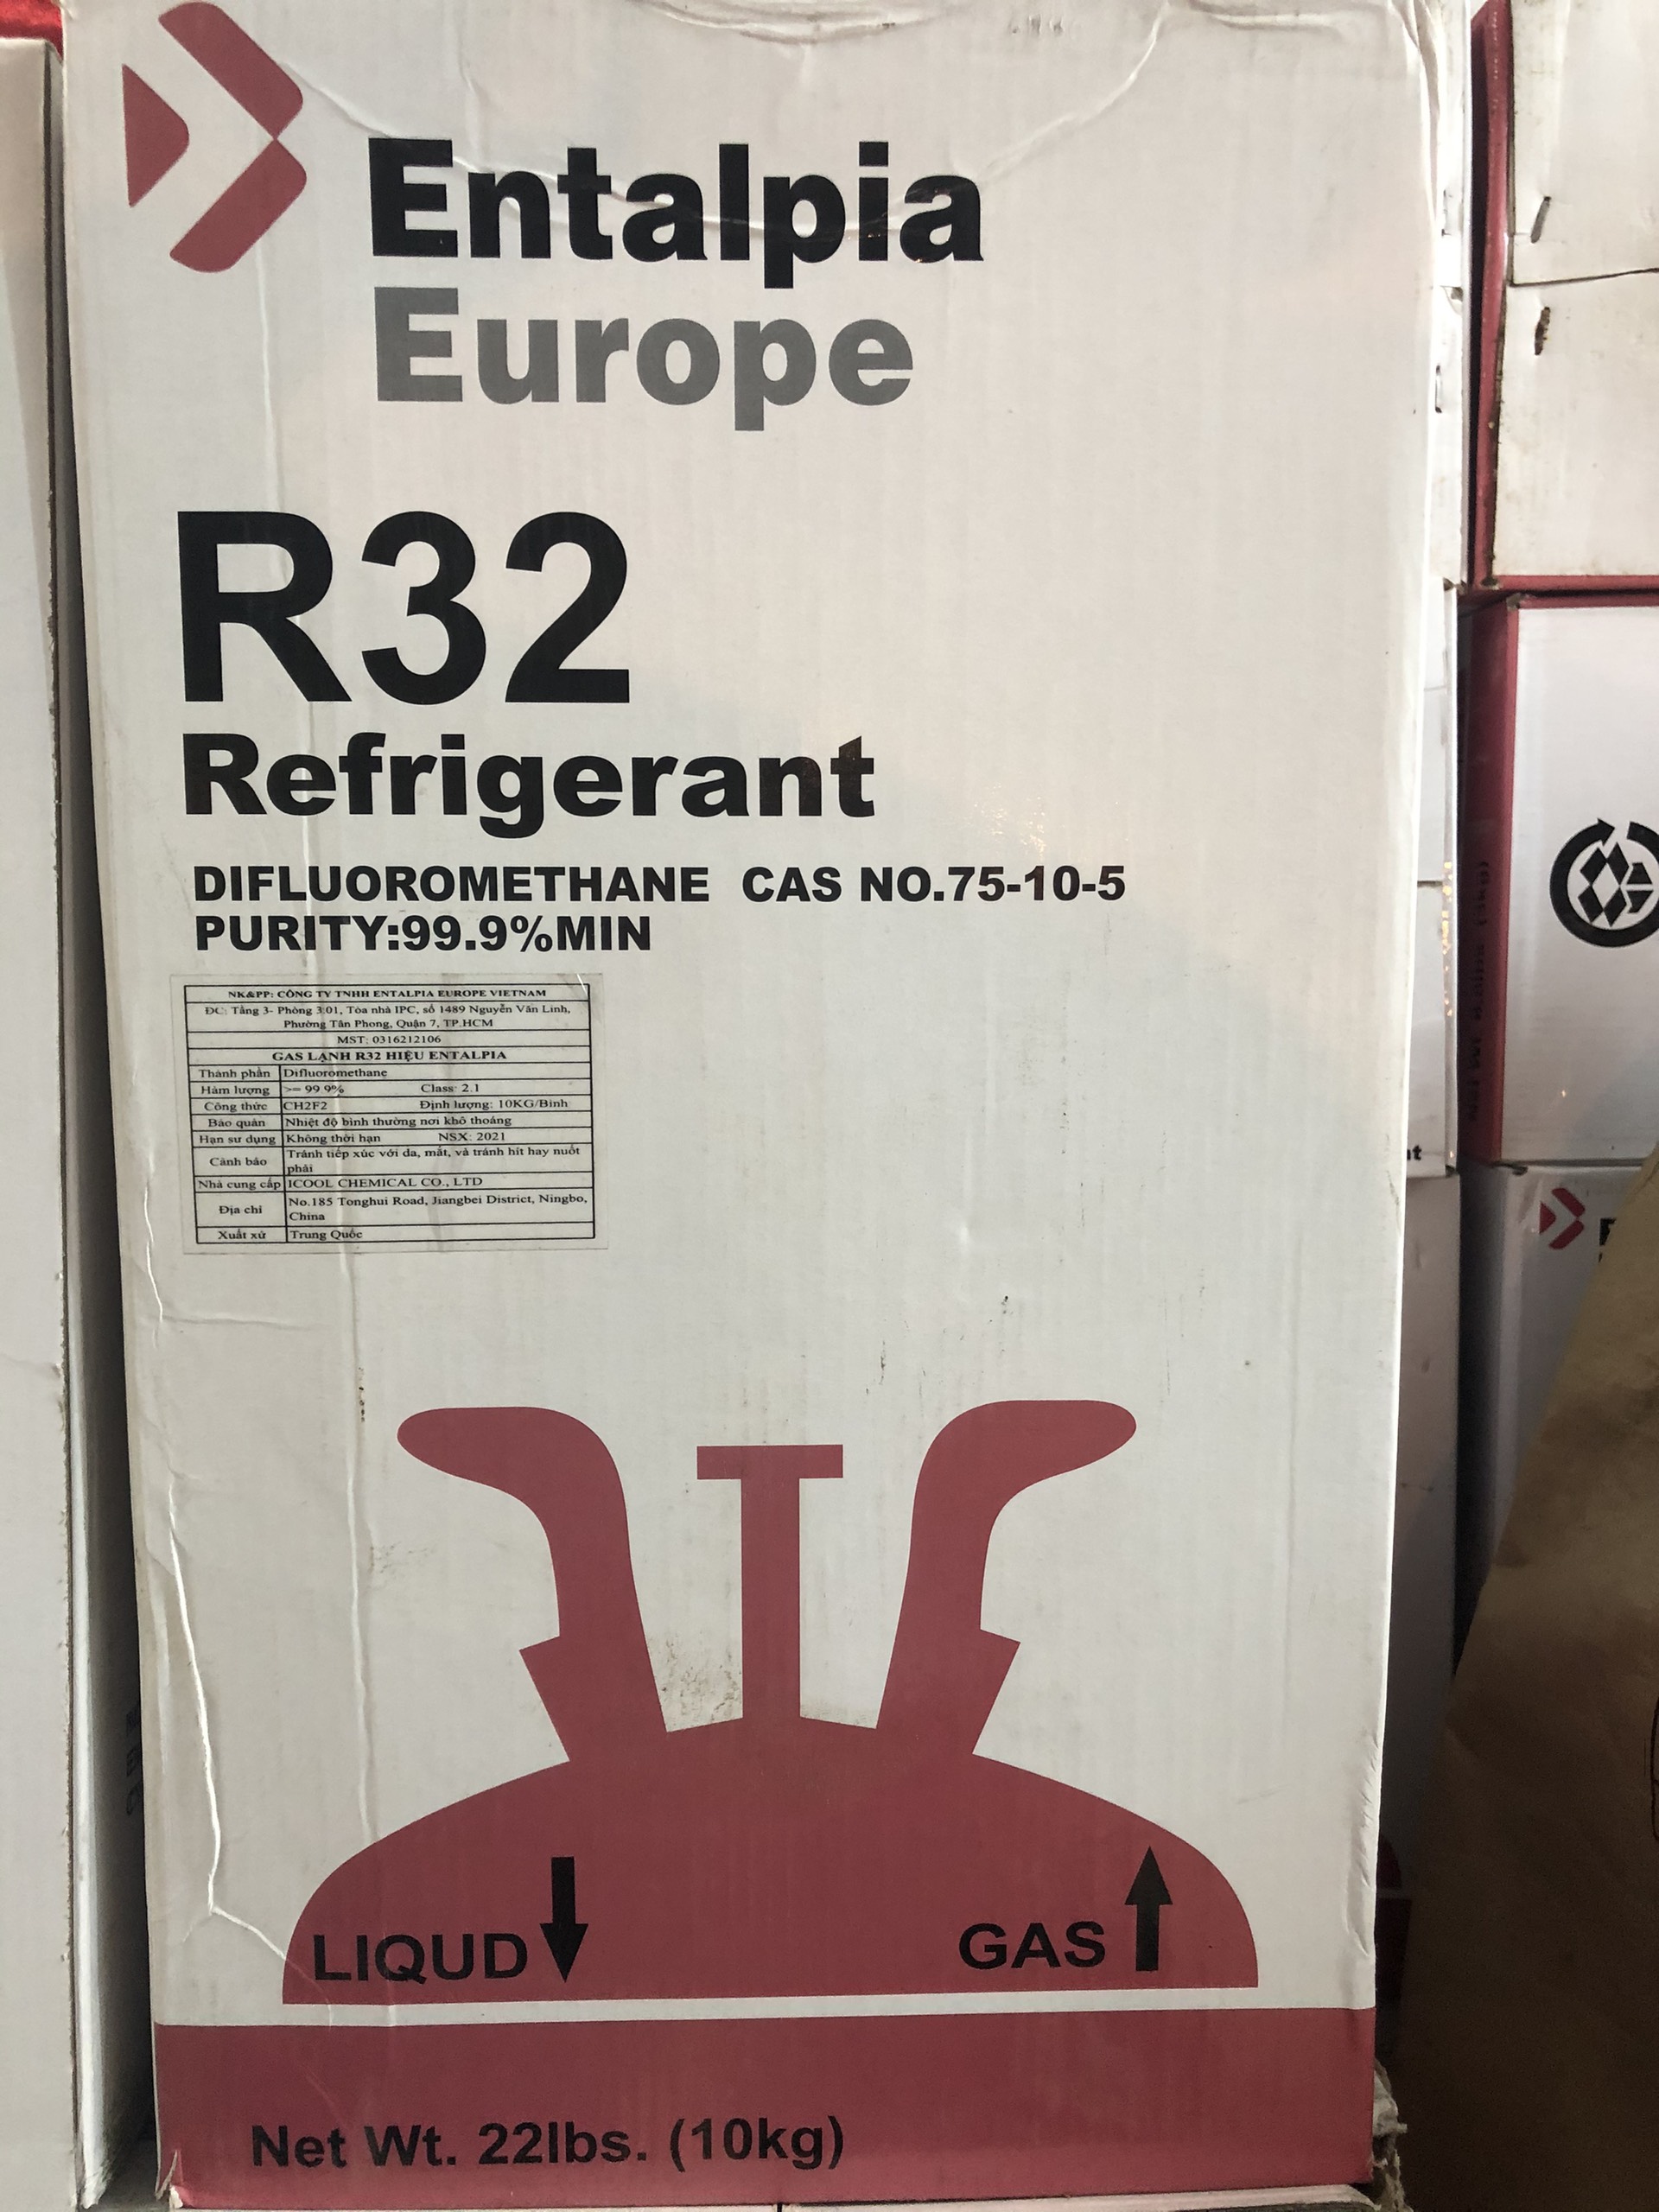 Entalpia
Europe
R32
Refrigerant
DIFLUOROMETHANE CAS NO.75-10-5
PURITY:99.9%MIN
NK&PP: CÔNG TY TNHH ENTALPIA EUROPE VIETNAM
ĐC: Tầng 3- Phòng 3.01, Tòa nhà IPC, số 1489 Nguyễn Văn Linh,
Phường Tân Phong, Quận 7, TP.HCM
MST: 0316212106
GAS LẠNH R32 HIỆU ENTALPIA
Thành phần Difluoromethane
Hàm lượng >= 99.9% Class: 2.1
Công thức CH2F2 Định lượng: 10KG/Bình
Bảo quản Nhiệt độ bình thường nơi khô thoáng
Hạn sử dụng Không thời hạn NSX: 2021
Cảnh báo Tránh tiếp xúc với da, mắt, và tránh hít hay nuốt
phải
Nhà cung cấp ICOOL CHEMICAL CO., LTD
Địa chỉ No.185 Tonghui Road, Jiangbei District, Ningbo,
China
Xuất xứ Trung Quốc
LIQUD GAS
Net Wt. 22lbs. (10kg)